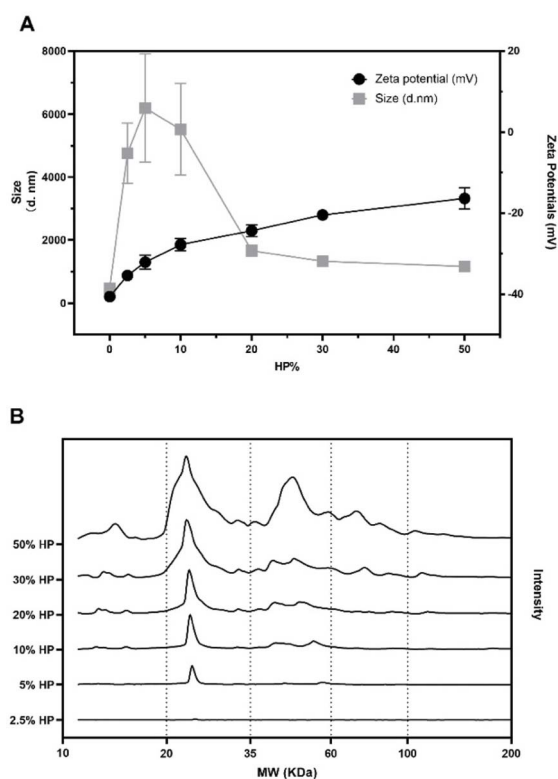 A
8000
6000
4000
2000
0
Size
(d. nm)
20
0
-20
-40
Zeta Potentials
(mV)
Zeta potential (mV)
Size (d.nm)
0 10 20 30 40 50
HP%
B
50% HP
30% HP
20% HP
10% HP
5% HP
2.5% HP
Intensity
10 20 35 60 100 200
MW (KDa)